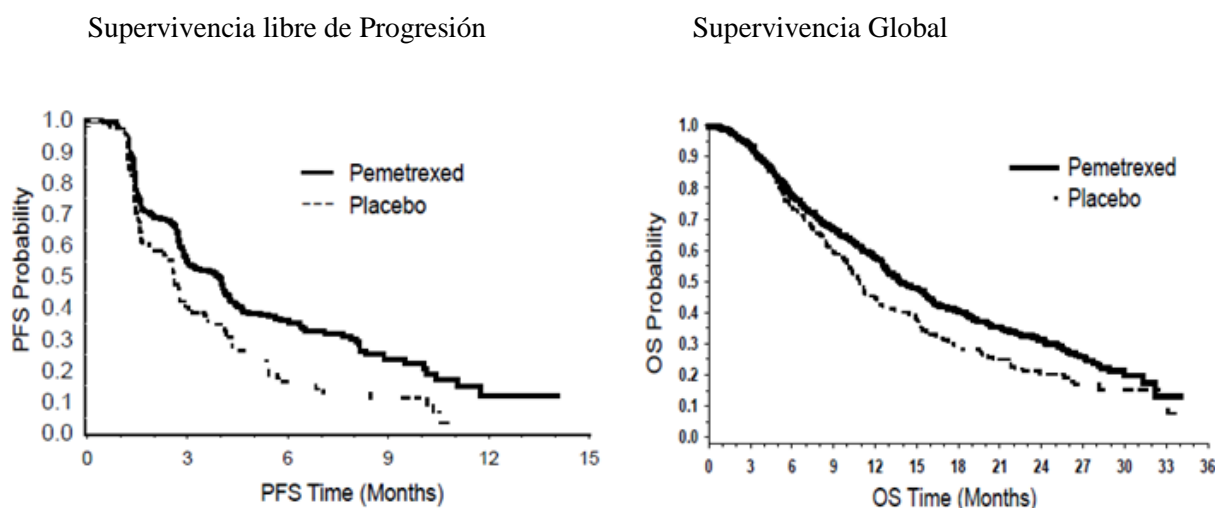 Supervivencia libre de Progresión
Supervivencia Global
1.0
0.9
0.8
0.7
0.6
0.5
0.4
0.3
0.2
0.1
0.0
PFS Probability
Pemetrexed
Placebo
0 3 6 9 12 15
PFS Time (Months)
1.0
0.9
0.8
0.7
0.6
0.5
0.4
0.3
0.2
0.1
0.0
OS Probability
Pemetrexed
Placebo
0 3 6 9 12 15 18 21 24 27 30 33 36
OS Time (Months)